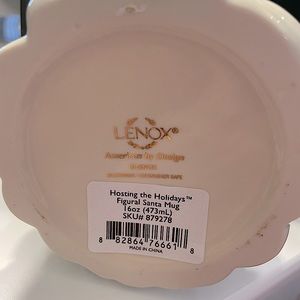 LENOX®
American by Design
Hosting the Holidays™
Figural Santa Mug
16oz (473mL)
SKU# 879278
8 82864 76661 8
MADE IN CHINA